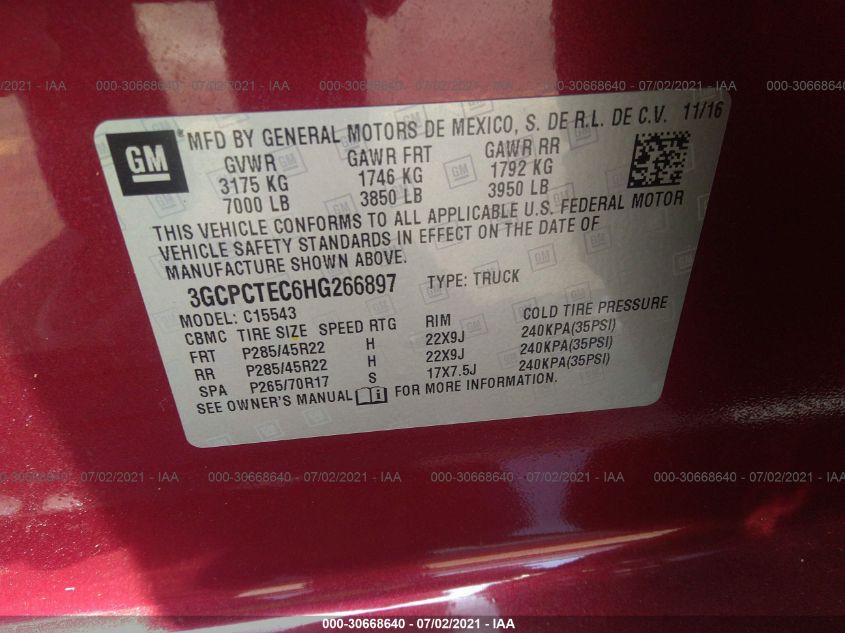 000-30668640 - 07/02/2021 - IAA
GM
*MFD BY GENERAL MOTORS DE MEXICO, S. DE R.L. DE C.V. 11/16
GVWR GAWR FRT GAWR RR
3175 KG 1746 KG 1792 KG
7000 LB 3850 LB 3950 LB
THIS VEHICLE CONFORMS TO ALL APPLICABLE U.S. FEDERAL MOTOR
VEHICLE SAFETY STANDARDS IN EFFECT ON THE DATE OF
MANUFACTURE SHOWN ABOVE.
3GCPCTEC6HG266897 TYPE: TRUCK
MODEL: C15543
CBMC TIRE SIZE SPEED RTG RIM COLD TIRE PRESSURE
FRT P285/45R22 H 22X9J 240KPA(35PSI)
RR P285/45R22 H 22X9J 240KPA(35PSI)
SPA P265/70R17 S 17X7.5J 240KPA(35PSI)
SEE OWNER'S MANUAL FOR MORE INFORMATION.
000-30668640 - 07/02/2021 - IAA
000-30668640 - 07/02/2021 - IAA